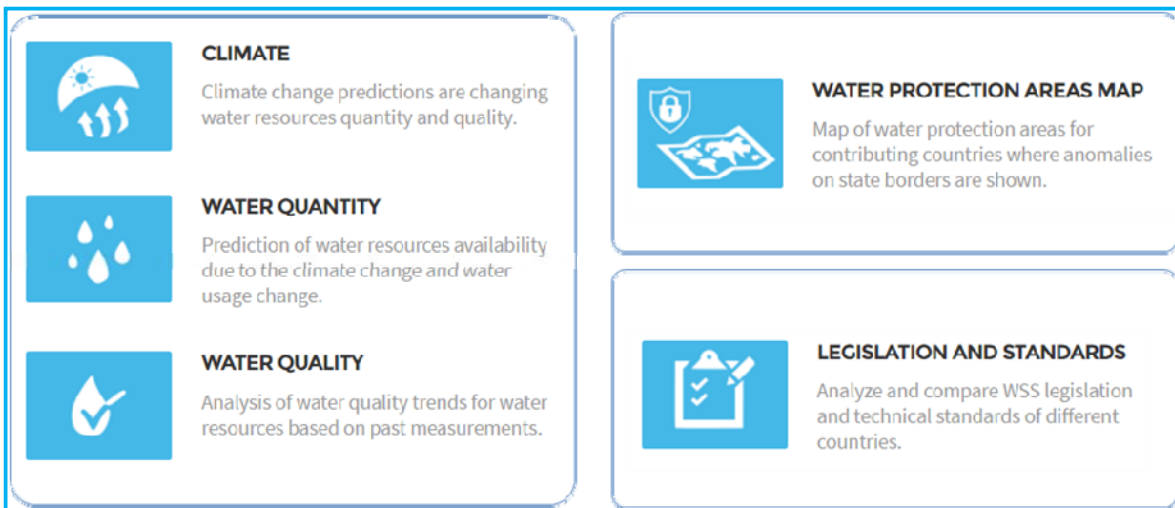 CLIMATE
Climate change predictions are changing
water resources quantity and quality.
WATER QUANTITY
Prediction of water resources availability
due to the climate change and water
usage change.
WATER QUALITY
Analysis of water quality trends for water
resources based on past measurements.
WATER PROTECTION AREAS MAP
Map of water protection areas for
contributing countries where anomalies
on state borders are shown.
LEGISLATION AND STANDARDS
Analyze and compare WSS legislation
and technical standards of different
countries.